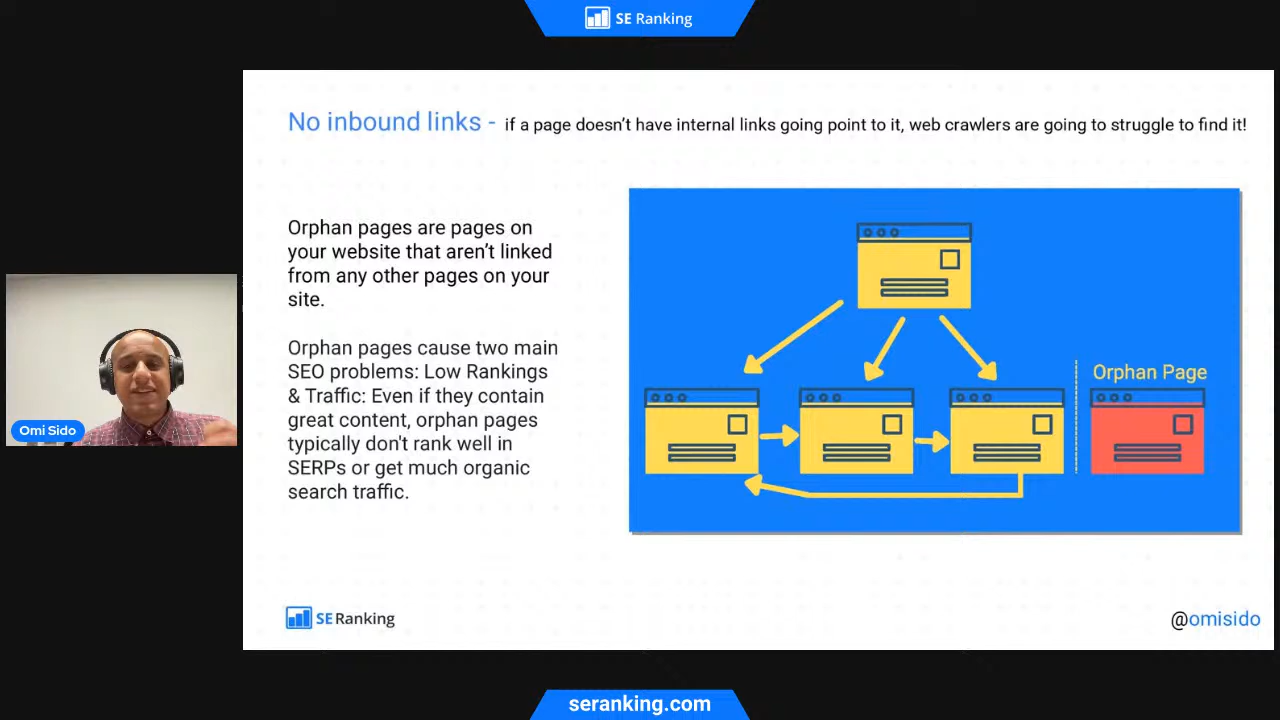 SE Ranking
No inbound links - if a page doesn't have internal links going point to it, web crawlers are going to struggle to find it!
Orphan pages are pages on
your website that aren't linked
from any other pages on your
site.
Orphan pages cause two main
SEO problems: Low Rankings
& Traffic: Even if they contain
great content, orphan pages
typically don't rank well in
SERPs or get much organic
search traffic.
Orphan Page
Omi Sido
SE Ranking
@omisido
seranking.com